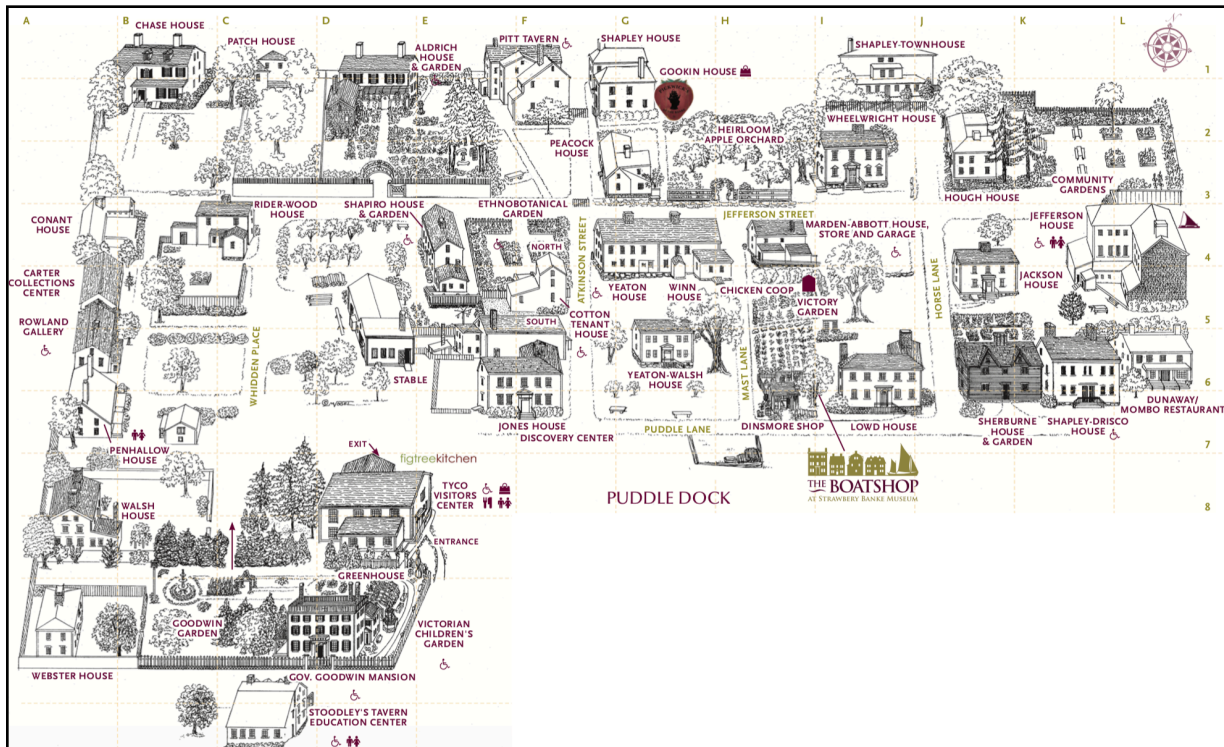 A B C D E F G H I J K L
CHASE HOUSE
PATCH HOUSE
ALDRICH
HOUSE
& GARDEN
PITT TAVERN
SHAPLEY HOUSE
GOOKIN HOUSE
SHAPLEY-TOWNHOUSE
1
WHEELWRIGHT HOUSE
HEIRLOOM
APPLE ORCHARD
2
PEACOCK
HOUSE
COMMUNITY
GARDENS
HOUGH HOUSE
3
CONANT
HOUSE
RIDER-WOOD
HOUSE
SHAPIRO HOUSE
& GARDEN
ETHNOBOTANICAL
GARDEN
JEFFERSON STREET
MARDEN-ABBOTT HOUSE,
STORE AND GARAGE
JEFFERSON
HOUSE
NORTH
ATKINSON STREET
HORSE LANE
4
CARTER
COLLECTIONS
CENTER
YEATON
HOUSE
WINN
HOUSE
CHICKEN COOP
VICTORY
GARDEN
JACKSON
HOUSE
ROWLAND
GALLERY
SOUTH
COTTON
TENANT
HOUSE
5
WHIDDEN PLACE
STABLE
YEATON-WALSH
HOUSE
MAST LANE
6
DUNAWAY/
MOMBO RESTAURANT
JONES HOUSE
DISCOVERY CENTER
PUDDLE LANE
DINSMORE SHOP
LOWD HOUSE
SHERBURNE
HOUSE
& GARDEN
SHAPLEY-DRISCO
HOUSE
7
PENHALLOW
HOUSE
EXIT
figtreekitchen
TYCO
VISITORS
CENTER
PUDDLE DOCK
THE BOATSHOP
AT STRAWBERY BANKE MUSEUM
8
WALSH
HOUSE
ENTRANCE
GREENHOUSE
GOODWIN
GARDEN
VICTORIAN
CHILDREN'S
GARDEN
WEBSTER HOUSE
GOV. GOODWIN MANSION
STOODLEY'S TAVERN
EDUCATION CENTER